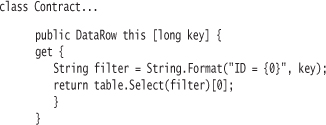 class Contract...
public DataRow this [long key] {
get {
String filter = String.Format("ID = {0}", key);
return table.Select(filter)[0];
}
}